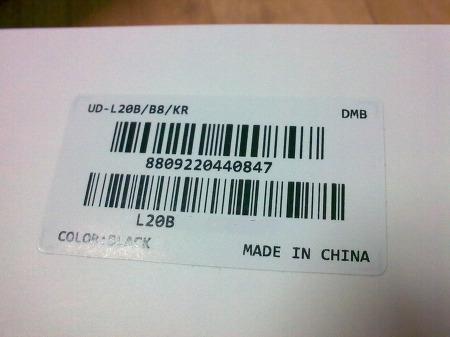 UD-L20B/B8/KR
DMB
8809220440847
L20B
COLOR:BLACK
MADE IN CHINA